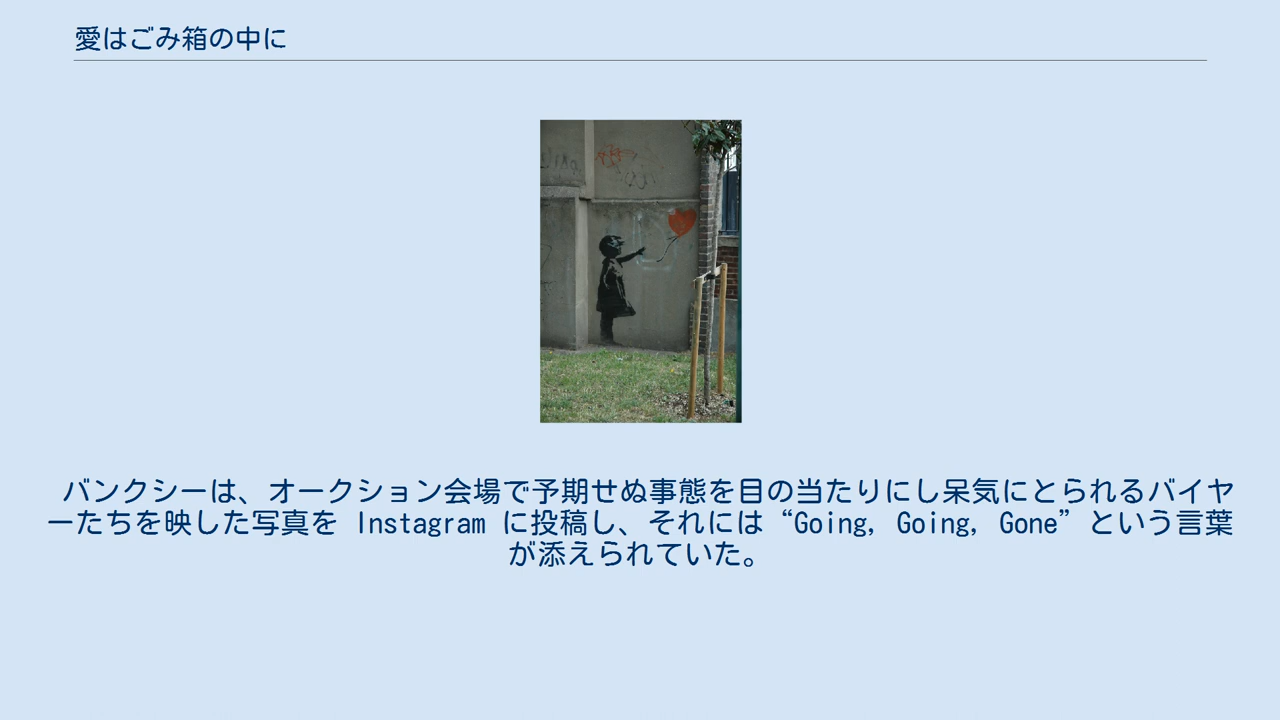 愛はごみ箱の中に
バンクシーは、オークション会場で予期せぬ事態を目の当たりにし呆気にとられるバイヤ
ーたちを映した写真を Instagram に投稿し、それには “Going, Going, Gone” という言葉
が添えられていた。